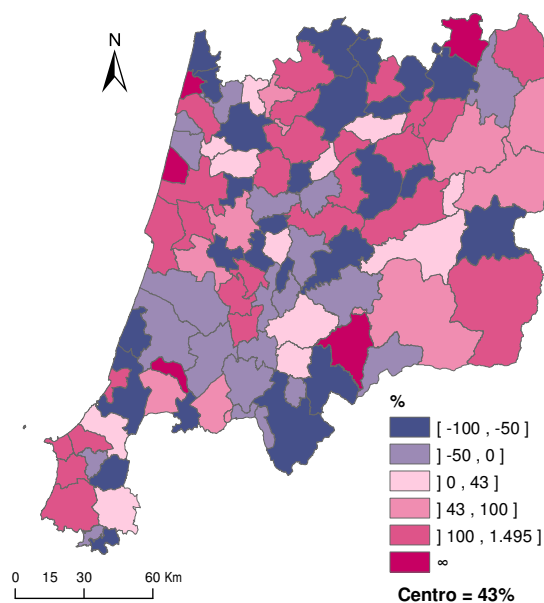 N
%
[ -100 , -50 ]
] -50 , 0 ]
] 0 , 43 ]
] 43 , 100 ]
] 100 , 1.495 ]
∞
0 15 30 60 Km
Centro = 43%